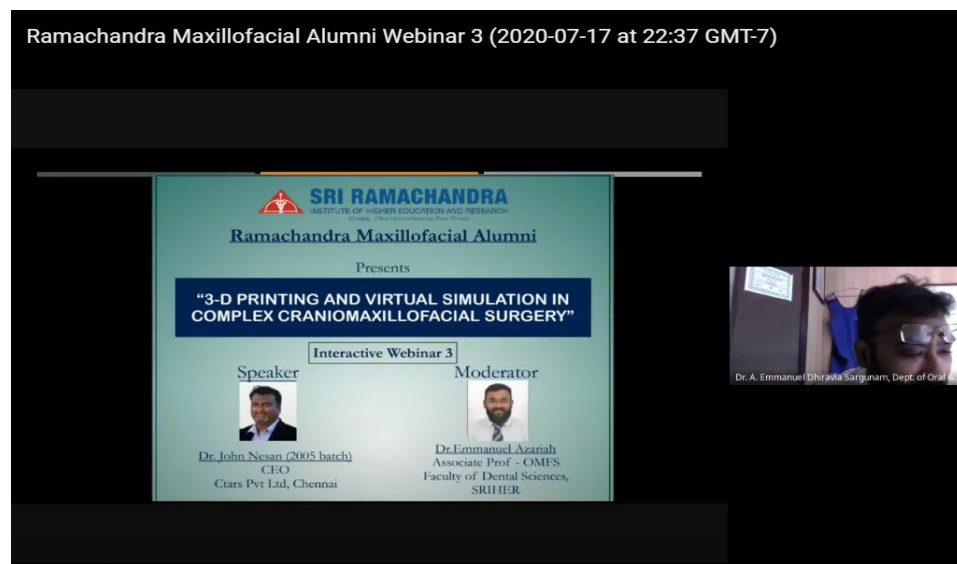 Ramachandra Maxillofacial Alumni Webinar 3 (2020-07-17 at 22:37 GMT-7)
SRI RAMACHANDRA
INSTITUTE OF HIGHER EDUCATION AND RESEARCH
Ramachandra Maxillofacial Alumni
Presents
“3-D PRINTING AND VIRTUAL SIMULATION IN
COMPLEX CRANIOMAXILLOFACIAL SURGERY”
Interactive Webinar 3
Speaker
Dr. John Nesan (2005 batch)
CEO
Ctars Pvt Ltd, Chennai
Moderator
Dr.Emmanuel Azariah
Associate Prof - OMFS
Faculty of Dental Sciences,
SRIHER
Dr. A. Emmanuel Dhiravia Sargunam, Dept. of Oral &